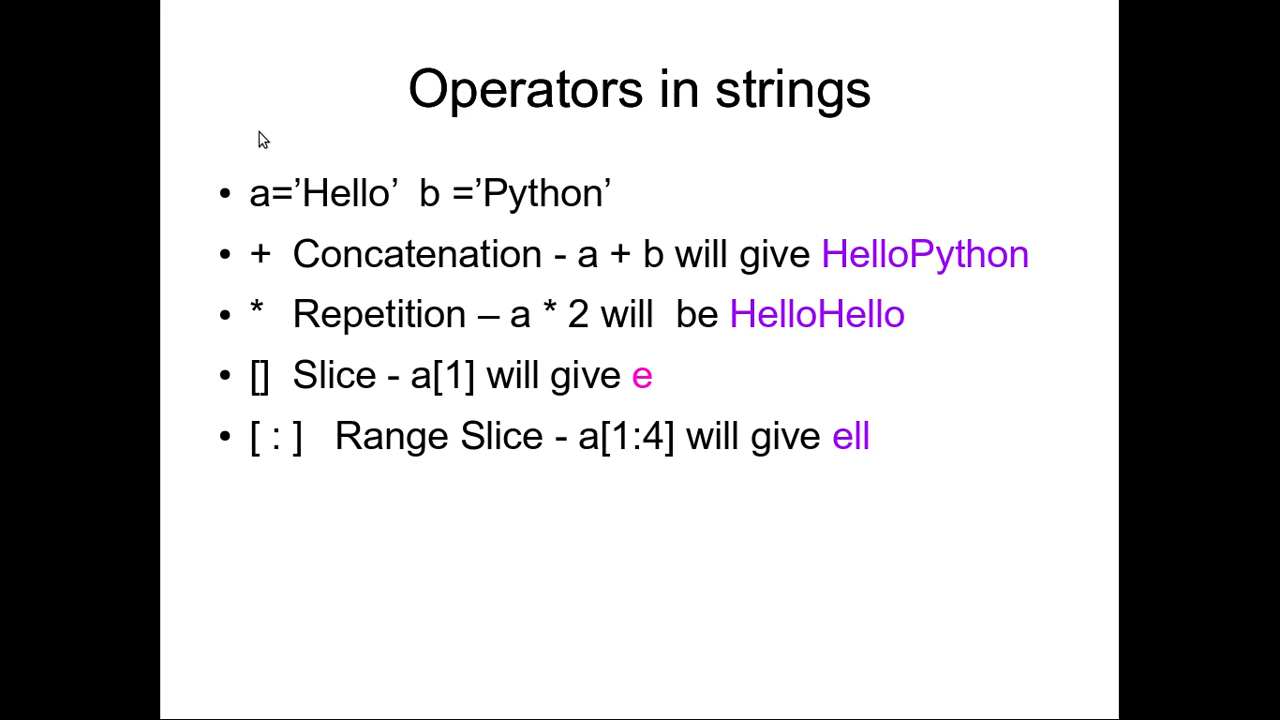 Operators in strings
• a=’Hello’ b =’Python’
• + Concatenation - a + b will give HelloPython
• * Repetition – a * 2 will be HelloHello
• [] Slice - a[1] will give e
• [ : ] Range Slice - a[1:4] will give ell